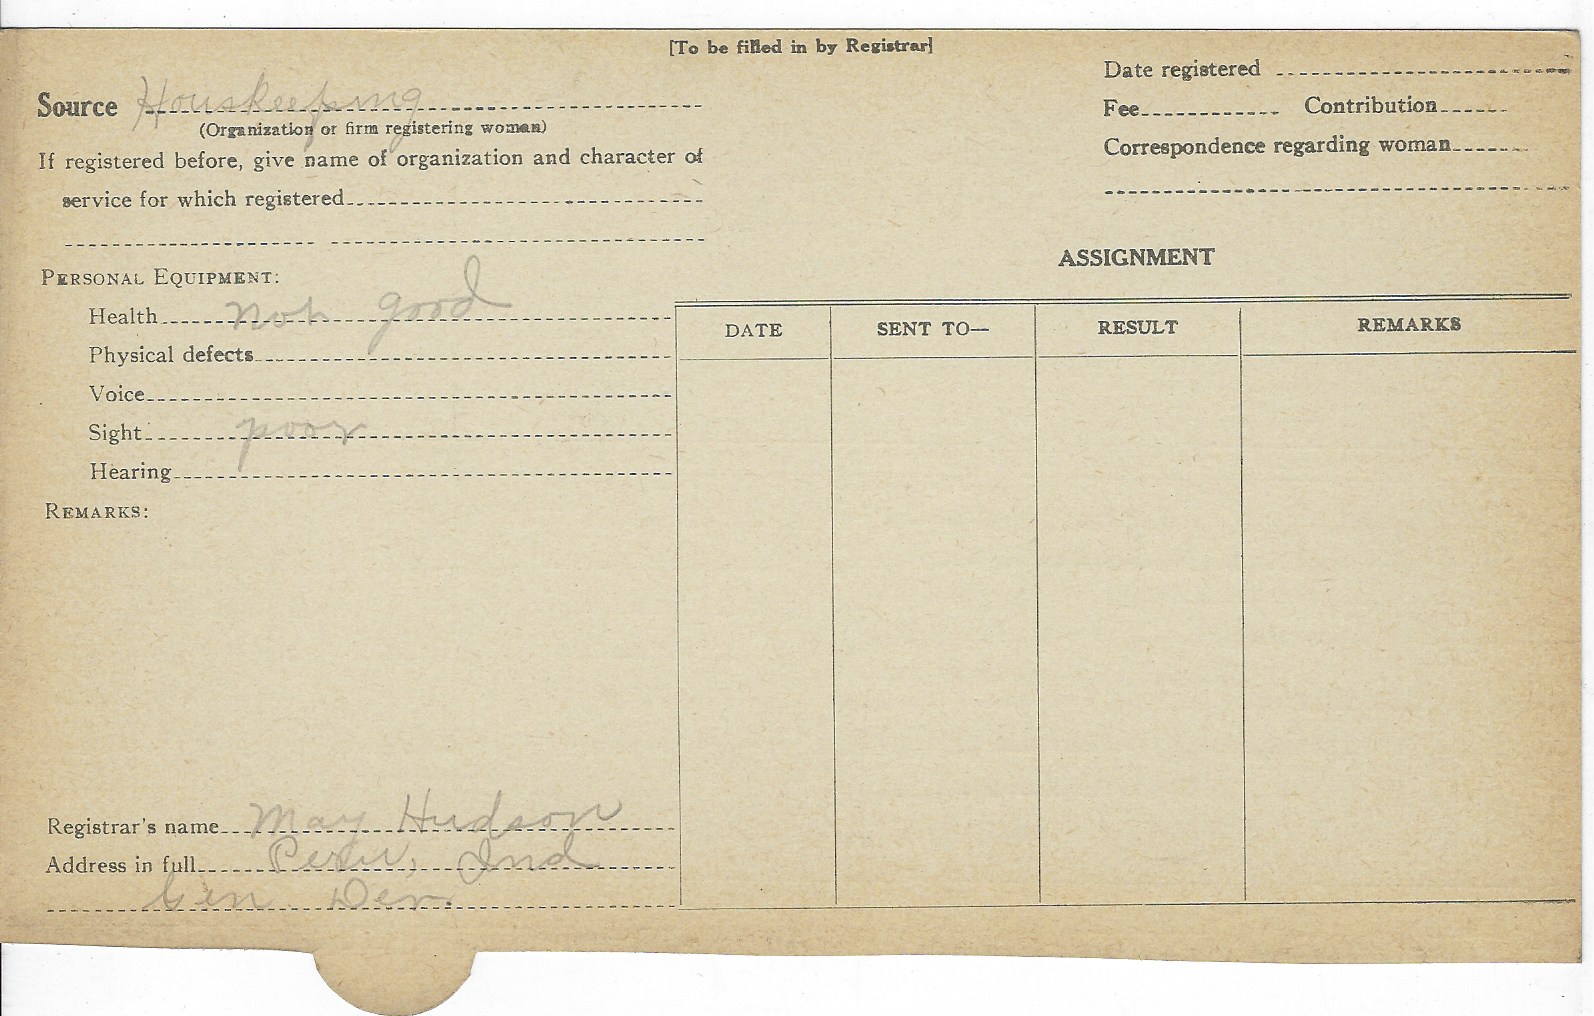 [To be filled in by Registrar]
Source Houskeeping
(Organization or firm registering woman)
If registered before, give name of organization and character of
service for which registered
Date registered
Fee Contribution
Correspondence regarding woman
PERSONAL EQUIPMENT:
Health not good
Physical defects
Voice
Sight poor
Hearing
REMARKS:
ASSIGNMENT
DATE SENT TO— RESULT REMARKS
Registrar's name May Hudson
Address in full Peru, Ind
Gen